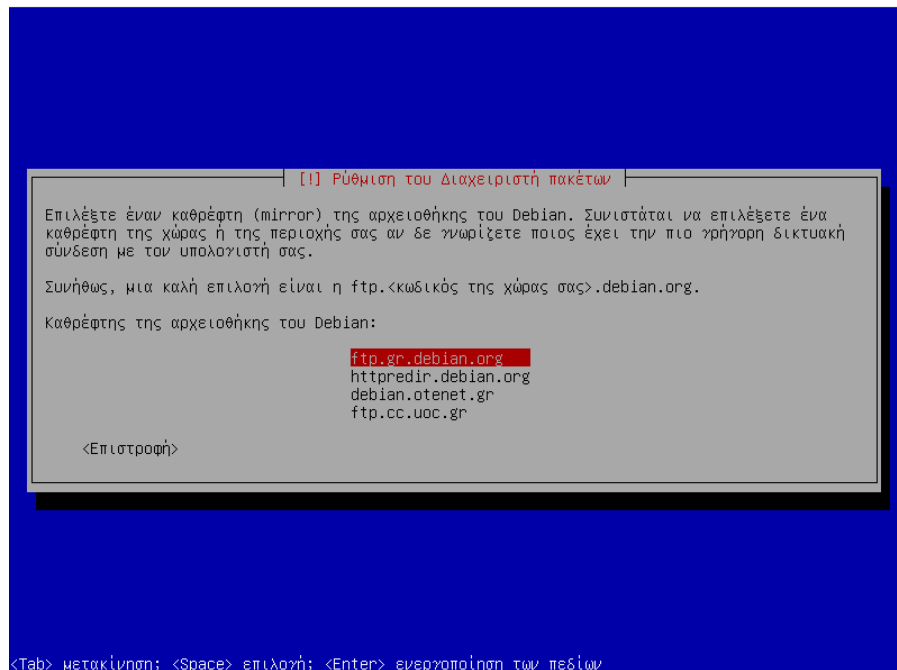 [!] Ρύθμιση του Διαχειριστή πακέτων
Επιλέξτε έναν καθρέφτη (mirror) της αρχειοθήκης του Debian. Συνιστάται να επιλέξετε ένα
καθρέφτη της χώρας ή της περιοχής σας αν δε γνωρίζετε ποιος έχει την πιο γρήγορη δικτυακή
σύνδεση με τον υπολογιστή σας.
Συνήθως, μια καλή επιλογή είναι η ftp.<κωδικός της χώρας σας>.debian.org.
Καθρέφτης της αρχειοθήκης του Debian:
ftp.gr.debian.org
httpredir.debian.org
debian.otenet.gr
ftp.cc.uoc.gr
<Επιστροφή>
<Tab> μετακίνηση; <Space> επιλογή; <Enter> ενεργοποίηση των πεδίων